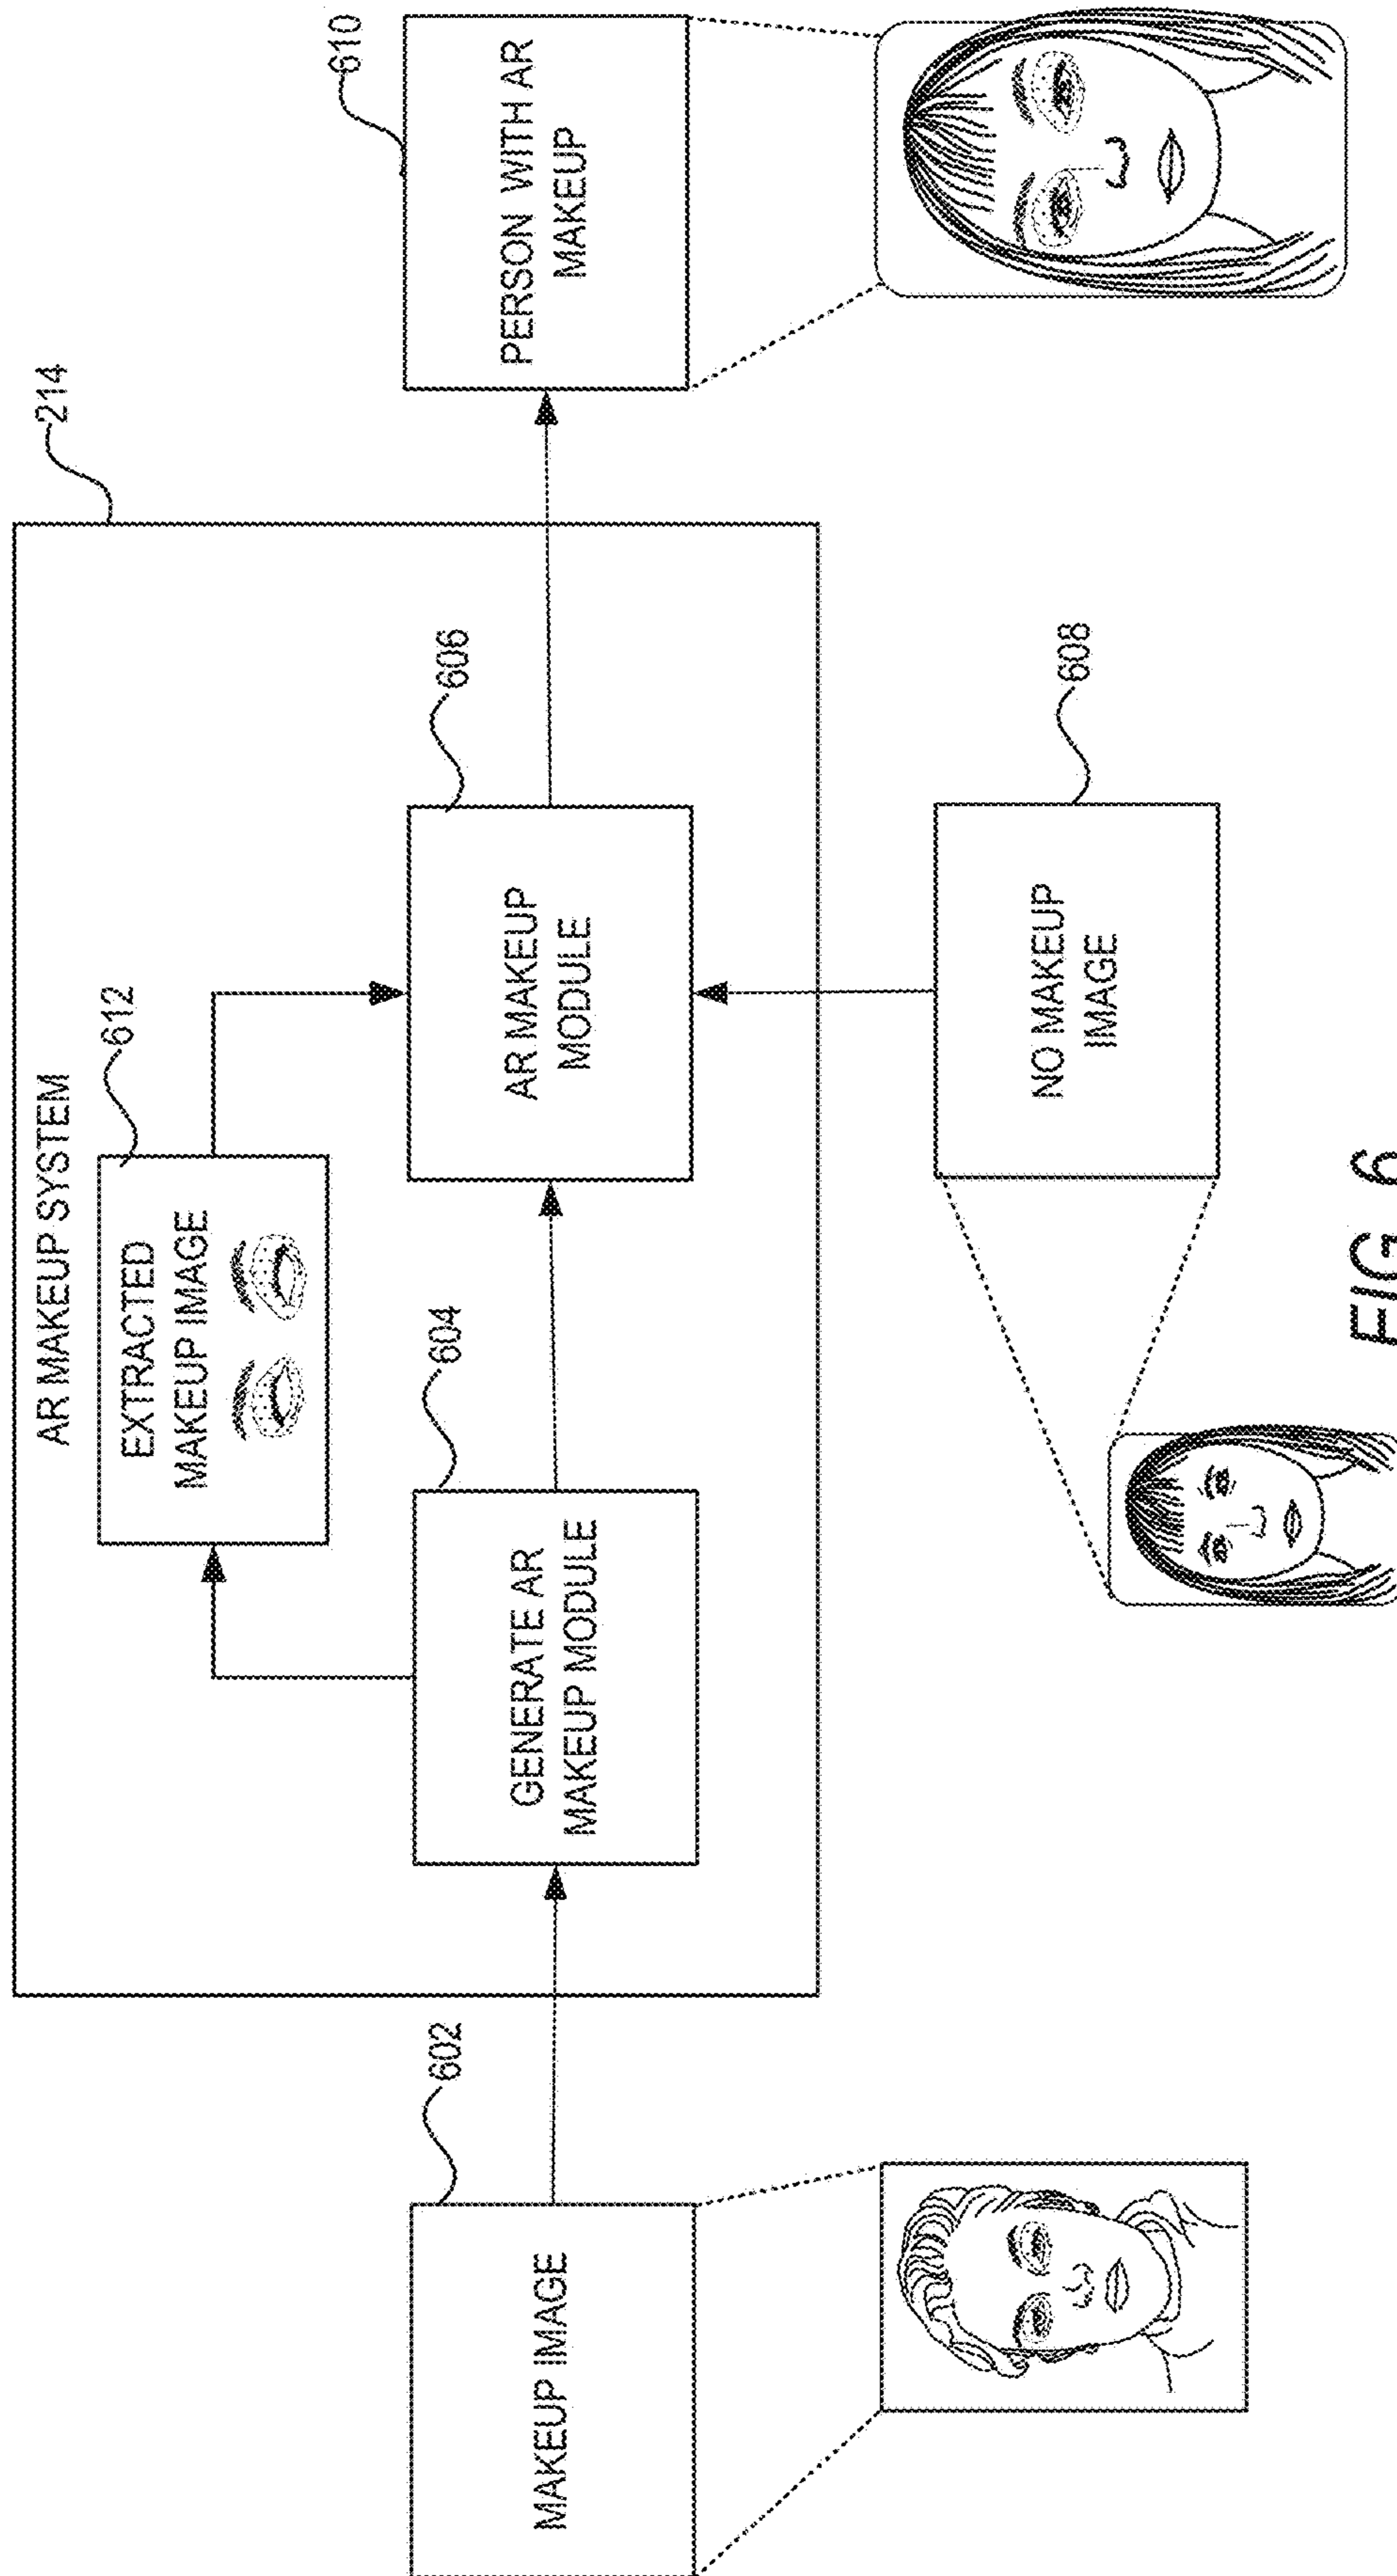 AR MAKEUP SYSTEM
214
EXTRACTED
MAKEUP IMAGE
612
602
MAKEUP IMAGE
604
GENERATE AR
MAKEUP MODULE
606
AR MAKEUP
MODULE
610
PERSON WITH AR
MAKEUP
608
NO MAKEUP
IMAGE
FIG. 6